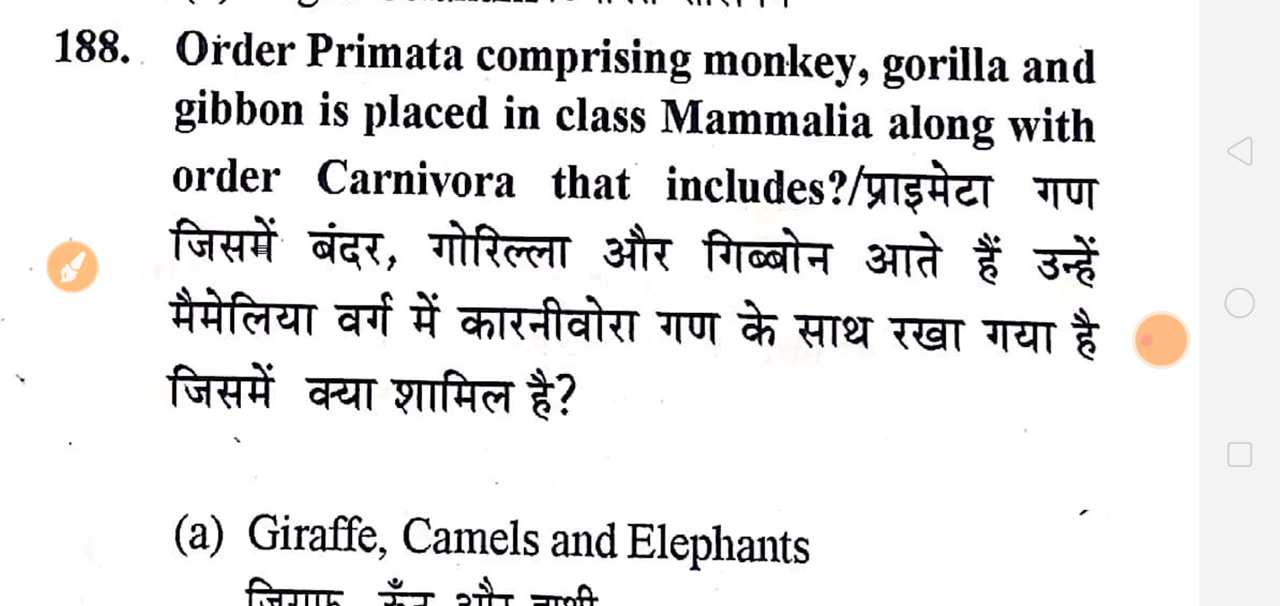 188. Order Primata comprising monkey, gorilla and
gibbon is placed in class Mammalia along with
order Carnivora that includes?/प्राइमेटा गण
जिसमें बंदर, गोरिल्ला और गिब्बोन आते हैं उन्हें
मैमेलिया वर्ग में कारनीवोरा गण के साथ रखा गया है
जिसमें क्या शामिल है?
(a) Giraffe, Camels and Elephants